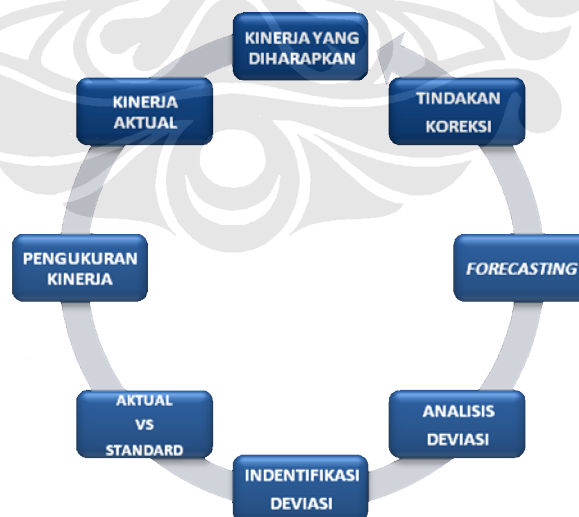 KINERJA YANG
DIHARAPKAN
TINDAKAN
KOREKSI
KINERJA
AKTUAL
PENGUKURAN
KINERJA
FORECASTING
AKTUAL
VS
STANDARD
ANALISIS
DEVIASI
INDENTIFIKASI
DEVIASI